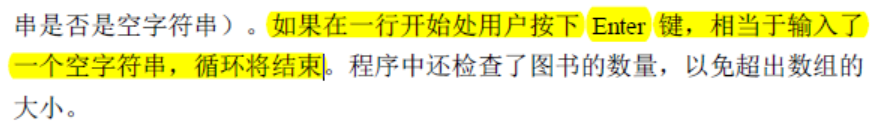 串是否是空字符串）。如果在一行开始处用户按下 Enter 键，相当于输入了
一个空字符串，循环将结束。程序中还检查了图书的数量，以免超出数组的
大小。